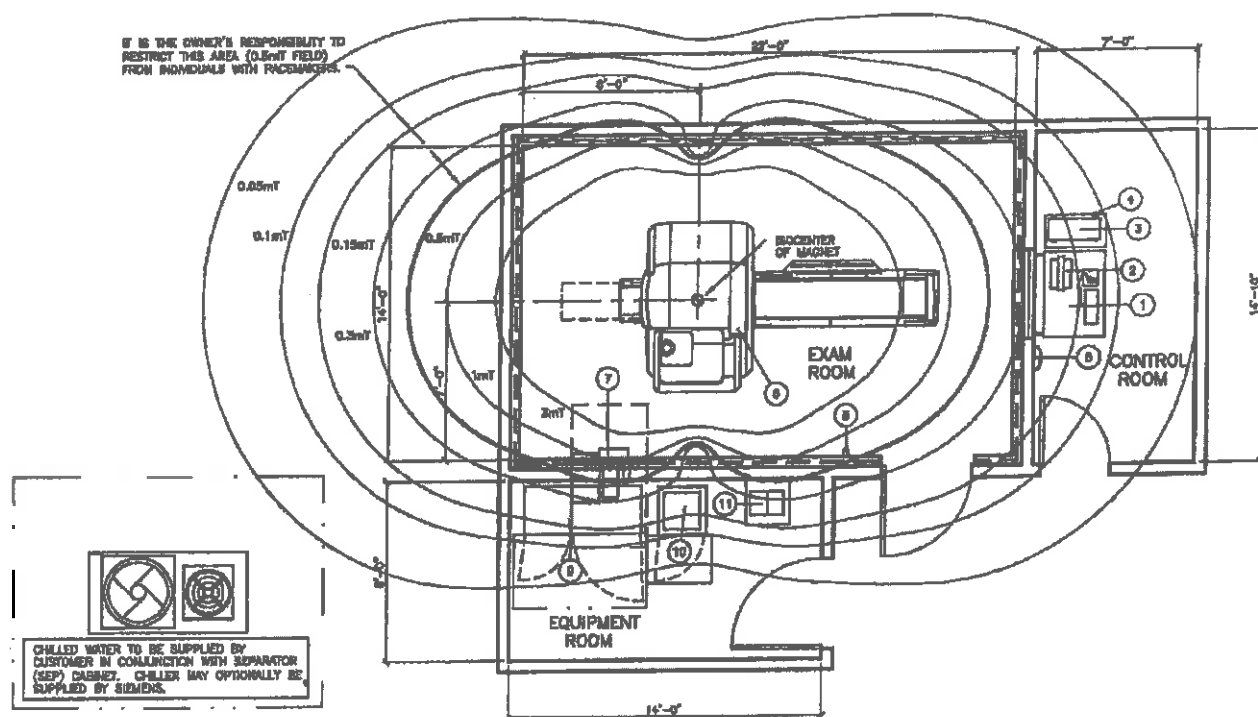 IT IS THE OWNER'S RESPONSIBILITY TO
RESTRICT THIS AREA (0.5mT FIELD)
FROM INDIVIDUALS WITH PACEMAKERS.
22'-0"
7'-0"
8'-0"
0.05mT
0.1mT
0.15mT
0.5mT
0.3mT
1mT
3mT
14'-0"
14'-10"
ISOCENTER
OF MAGNET
4
3
2
1
EXAM
ROOM
CONTROL
ROOM
7
6
5
11
10
9
EQUIPMENT
ROOM
14'-0"
CHILLED WATER TO BE SUPPLIED BY
CUSTOMER IN CONJUNCTION WITH SEPARATOR
(SEP) CABINET. CHILLER MAY OPTIONALLY BE
SUPPLIED BY SIEMENS.